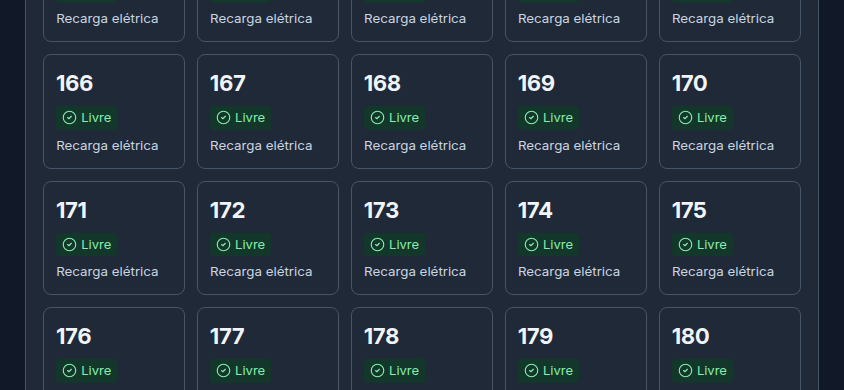 Recarga elétrica Recarga elétrica Recarga elétrica Recarga elétrica Recarga elétrica
166 167 168 169 170
Livre Livre Livre Livre Livre
Recarga elétrica Recarga elétrica Recarga elétrica Recarga elétrica Recarga elétrica
171 172 173 174 175
Livre Livre Livre Livre Livre
Recarga elétrica Recarga elétrica Recarga elétrica Recarga elétrica Recarga elétrica
176 177 178 179 180
Livre Livre Livre Livre Livre